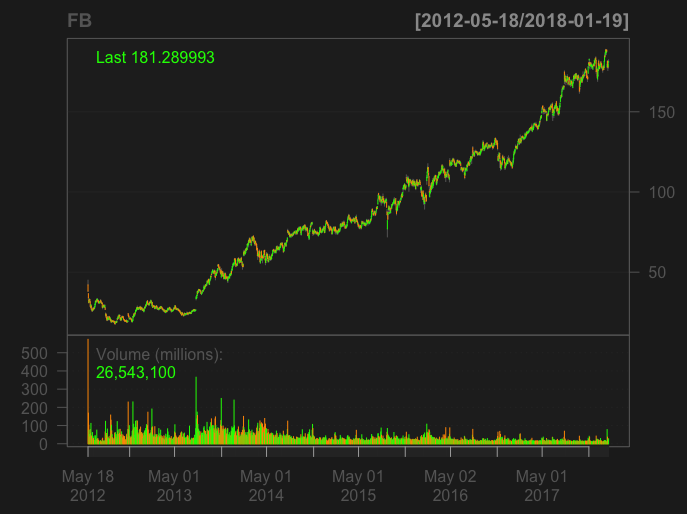 FB [2012-05-18/2018-01-19]
Last 181.289993
150
100
50
Volume (millions):
26,543,100
500
400
300
200
100
0
May 18 May 01 May 01 May 01 May 02 May 01
2012 2013 2014 2015 2016 2017